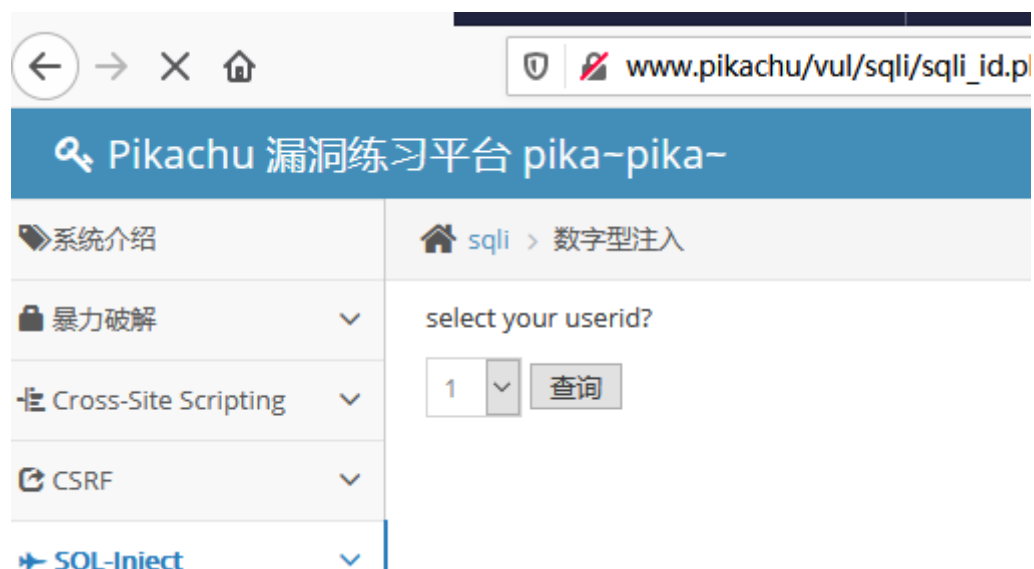 www.pikachu/vul/sqli/sqli_id.p
Pikachu 漏洞练习平台 pika~pika~
系统介绍
sqli > 数字型注入
暴力破解
select your userid?
1 查询
Cross-Site Scripting
CSRF
SQL-Inject